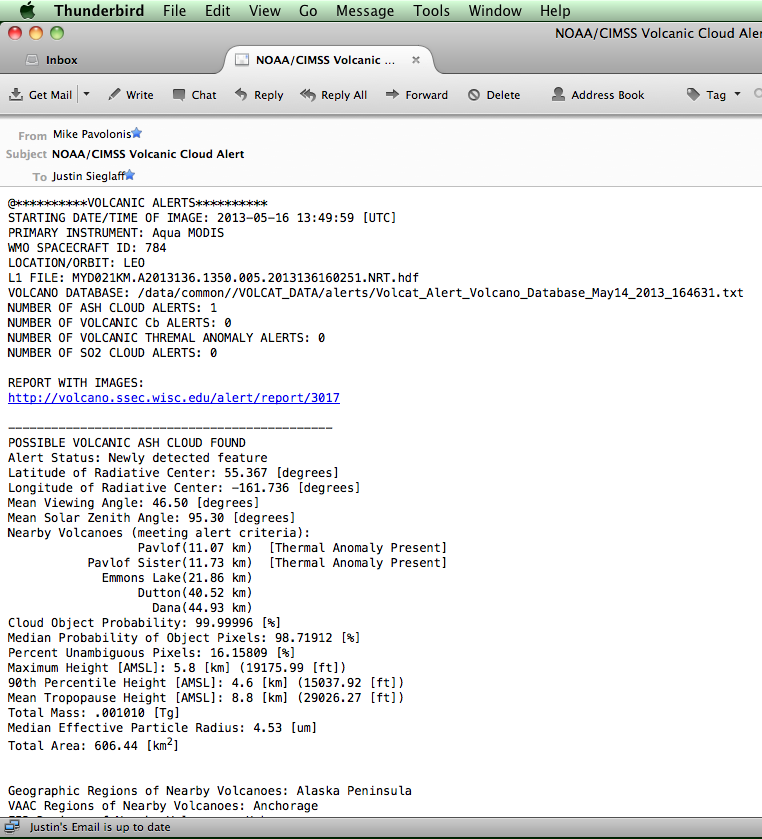 Thunderbird File Edit View Go Message Tools Window Help
NOAA/CIMSS Volcanic Cloud Aler
Inbox
NOAA/CIMSS Volcanic ...
Get Mail Write Chat Reply Reply All Forward Delete Address Book Tag
From Mike Pavolonis
Subject NOAA/CIMSS Volcanic Cloud Alert
To Justin Sieglaff
@**********VOLCANIC ALERTS**********
STARTING DATE/TIME OF IMAGE: 2013-05-16 13:49:59 [UTC]
PRIMARY INSTRUMENT: Aqua MODIS
WMO SPACECRAFT ID: 784
LOCATION/ORBIT: LEO
L1 FILE: MYD021KM.A2013136.1350.005.2013136160251.NRT.hdf
VOLCANO DATABASE: /data/common//VOLCAT_DATA/alerts/Volcat_Alert_Volcano_Database_May14_2013_164631.txt
NUMBER OF ASH CLOUD ALERTS: 1
NUMBER OF VOLCANIC Cb ALERTS: 0
NUMBER OF VOLCANIC THREMAL ANOMALY ALERTS: 0
NUMBER OF SO2 CLOUD ALERTS: 0
REPORT WITH IMAGES:
http://volcano.ssec.wisc.edu/alert/report/3017
---------------------------------------------
POSSIBLE VOLCANIC ASH CLOUD FOUND
Alert Status: Newly detected feature
Latitude of Radiative Center: 55.367 [degrees]
Longitude of Radiative Center: -161.736 [degrees]
Mean Viewing Angle: 46.50 [degrees]
Mean Solar Zenith Angle: 95.30 [degrees]
Nearby Volcanoes (meeting alert criteria):
Pavlof(11.07 km) [Thermal Anomaly Present]
Pavlof Sister(11.73 km) [Thermal Anomaly Present]
Emmons Lake(21.86 km)
Dutton(40.52 km)
Dana(44.93 km)
Cloud Object Probability: 99.99996 [%]
Median Probability of Object Pixels: 98.71912 [%]
Percent Unambiguous Pixels: 16.15809 [%]
Maximum Height [AMSL]: 5.8 [km] (19175.99 [ft])
90th Percentile Height [AMSL]: 4.6 [km] (15037.92 [ft])
Mean Tropopause Height [AMSL]: 8.8 [km] (29026.27 [ft])
Total Mass: .001010 [Tg]
Median Effective Particle Radius: 4.53 [um]
Total Area: 606.44 [km²]
Geographic Regions of Nearby Volcanoes: Alaska Peninsula
VAAC Regions of Nearby Volcanoes: Anchorage
Justin's Email is up to date